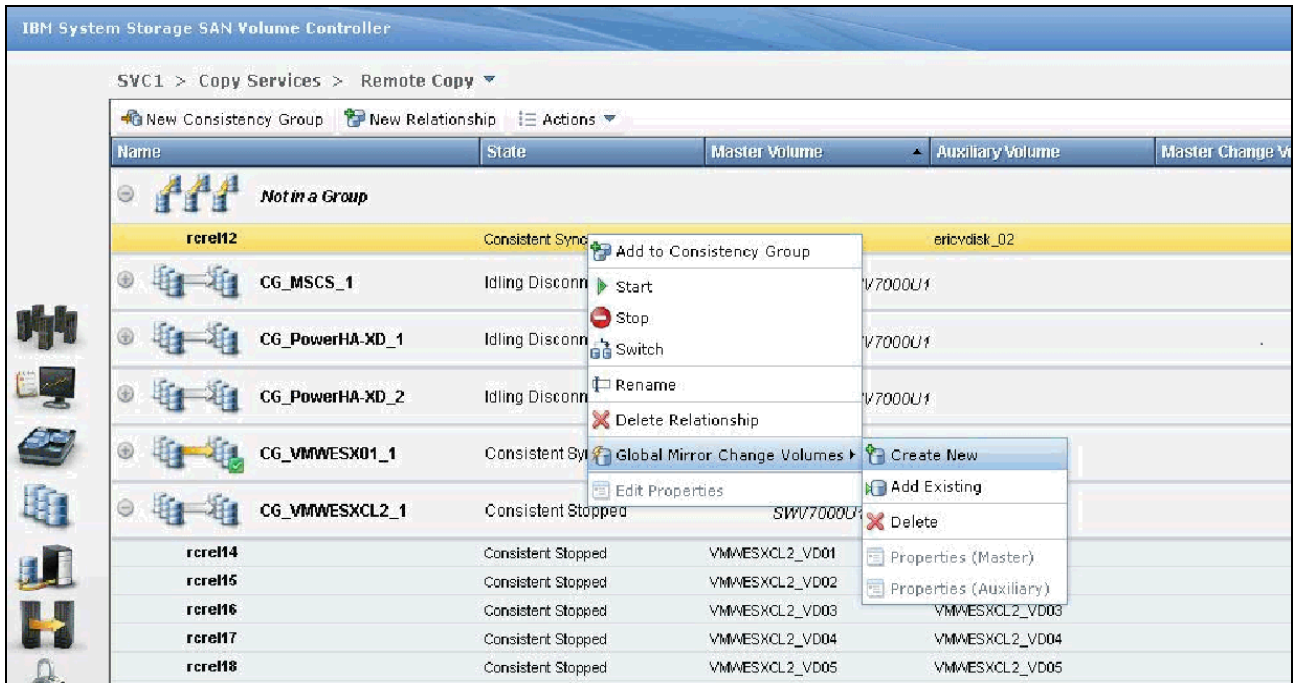 IBM System Storage SAN Volume Controller
SVC1 > Copy Services > Remote Copy
New Consistency Group New Relationship Actions
Name State Master Volume Auxiliary Volume Master Change
Not in a Group
rcrel12 Consistent Sync ericvdisk_02
Add to Consistency Group
CG_MSCS_1 Idling Disconn Start V7000U1
Stop
CG_PowerHA-XD_1 Idling Disconn V7000U1
Switch
Rename
CG_PowerHA-XD_2 Idling Disconn V7000U1
Delete Relationship
CG_VMWESX01_1 Consistent Sy Global Mirror Change Volumes Create New
Edit Properties Add Existing
CG_VMWESXCL2_1 Consistent Stopped SWV7000U1
Delete
rcrel14 Consistent Stopped VMWESXCL2_VD01 Properties (Master)
rcrel15 Consistent Stopped VMWESXCL2_VD02 Properties (Auxiliary)
rcrel16 Consistent Stopped VMWESXCL2_VD03 VMWESXCL2_VD03
rcrel17 Consistent Stopped VMWESXCL2_VD04 VMWESXCL2_VD04
rcrel18 Consistent Stopped VMWESXCL2_VD05 VMWESXCL2_VD05